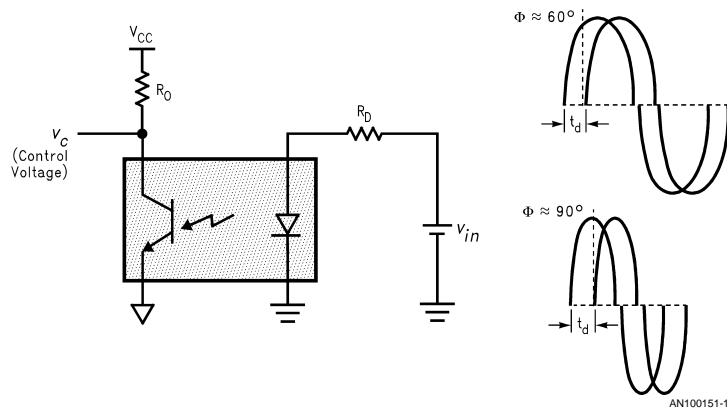 V_CC
R_O
v_c
(Control
Voltage)
R_D
v_in
Φ ≈ 60°
t_d
Φ ≈ 90°
t_d
AN100151-1